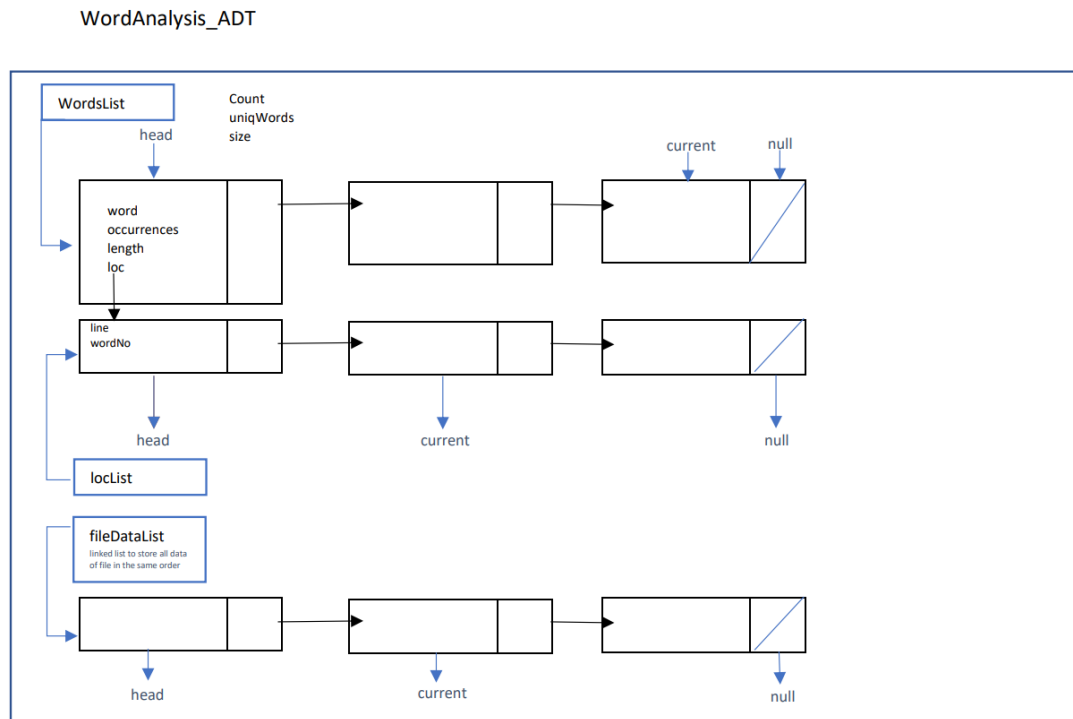 WordAnalysis_ADT
WordsList
Count
uniqWords
size
head
current
null
word
occurrences
length
loc
line
wordNo
head
current
null
locList
fileDataList
linked list to store all data
of file in the same order
head
current
null